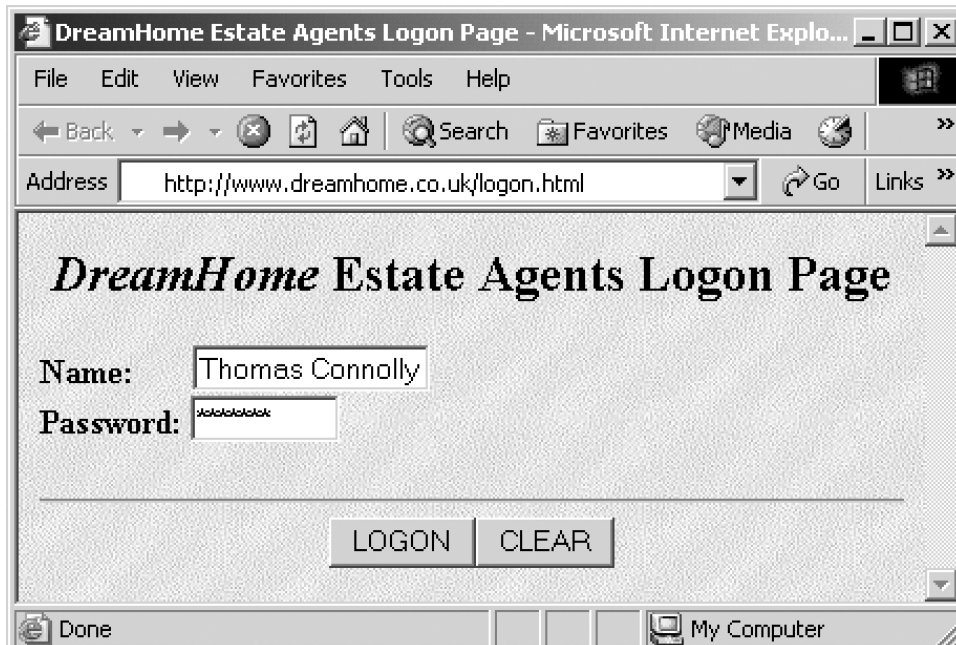 DreamHome Estate Agents Logon Page - Microsoft Internet Explo...
File Edit View Favorites Tools Help
Back Search Favorites Media »
Address http://www.dreamhome.co.uk/logon.html Go Links »
DreamHome Estate Agents Logon Page
Name: Thomas Connolly
Password: ********
LOGON CLEAR
Done My Computer